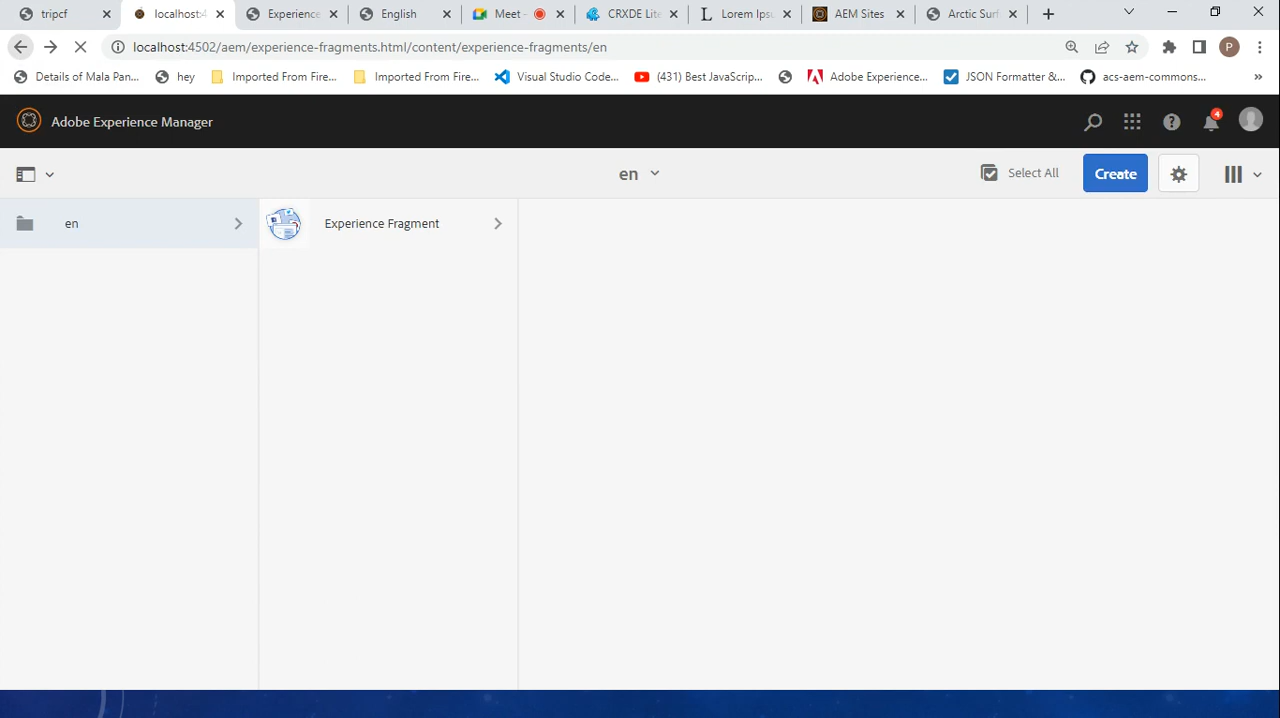 tripcf
localhost:4
Experience
English
Meet -
CRXDE Lite
Lorem Ipsu
AEM Sites
Arctic Surf
localhost:4502/aem/experience-fragments.html/content/experience-fragments/en
P
Details of Mala Pan...
hey
Imported From Fire...
Imported From Fire...
Visual Studio Code...
(431) Best JavaScrip...
Adobe Experience...
JSON Formatter &...
acs-aem-commons...
»
Adobe Experience Manager
4
en
Select All
Create
en
Experience Fragment